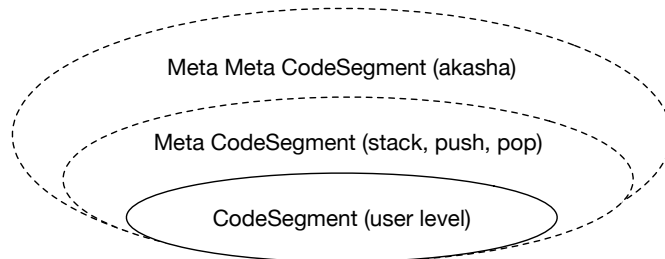 Meta Meta CodeSegment (akasha)
Meta CodeSegment (stack, push, pop)
CodeSegment (user level)